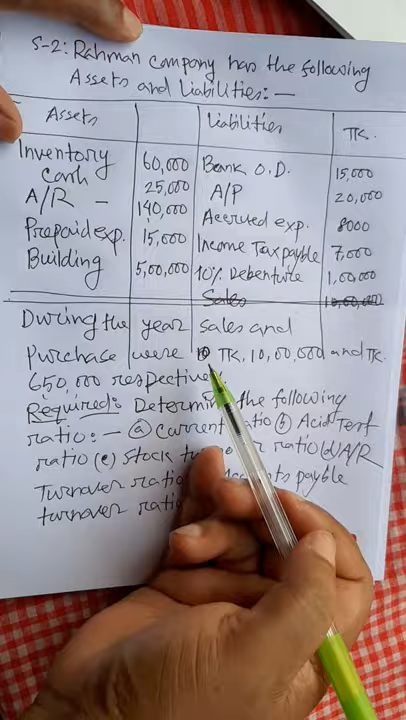 S-2: Rahman company has the following
Assets and Liabilities:—
Assets Liabilities TK.
Inventory 60,000 Bank O.D. 15,000
Cash 25,000 A/P 20,000
A/R - 140,000 Accrued exp. 8000
Prepaid exp. 15,000 Income Tax payable 7,000
Building 5,00,000 10% Debenture 1,00,000
Sales 10,00,000
During the year sales and
Purchase were TK. 10,00,000 and TK.
650,000 respective
Required: Determine the following
ratio:— (a) Current ratio (b) Acid Test
ratio (c) Stock ratio (d) A/R
Turnover ratio payable
turnover ratio